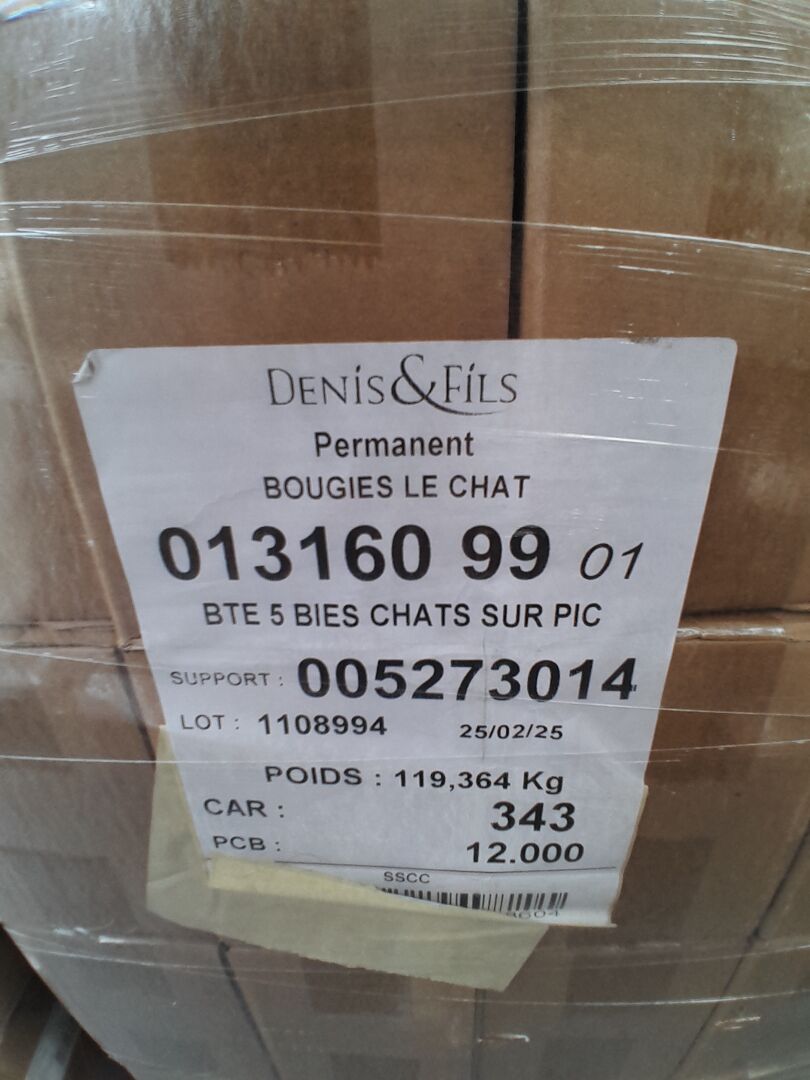 DENIS & FILS
Permanent
BOUGIES LE CHAT
013160 99 01
BTE 5 BIES CHATS SUR PIC
SUPPORT : 005273014
LOT : 1108994 25/02/25
POIDS : 119,364 Kg
CAR : 343
PCB : 12.000
SSCC